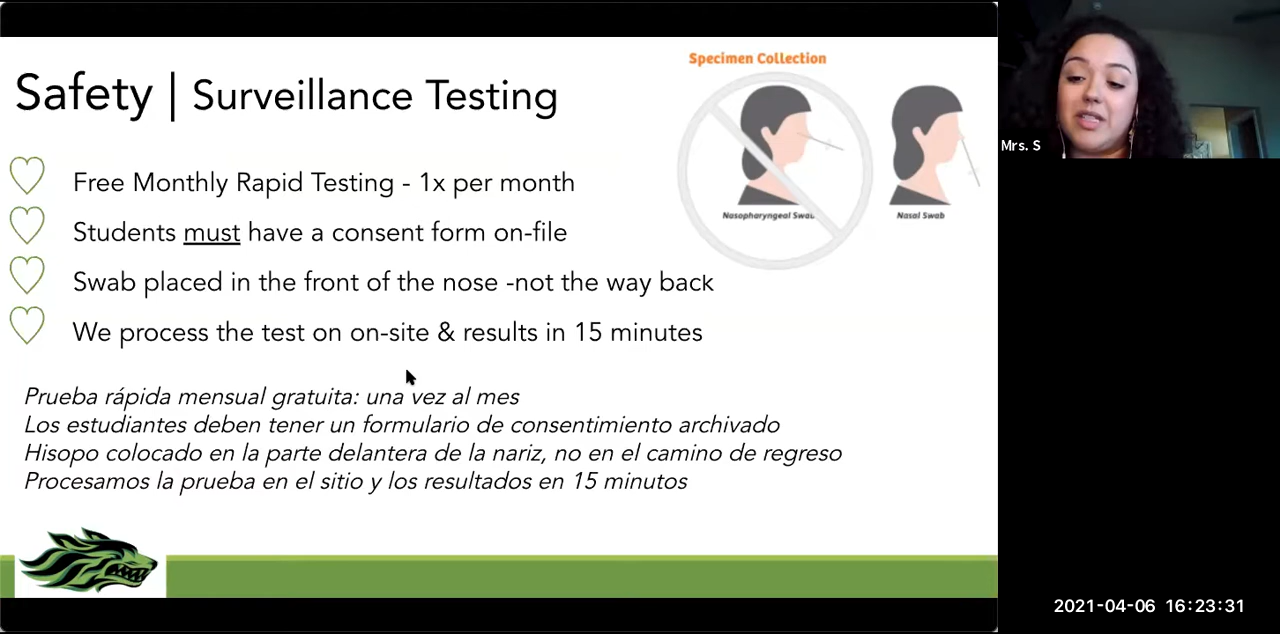 Specimen Collection
Safety | Surveillance Testing
Nasopharyngeal Swab
Nasal Swab
Free Monthly Rapid Testing - 1x per month
Students must have a consent form on-file
Swab placed in the front of the nose -not the way back
We process the test on on-site & results in 15 minutes
Prueba rápida mensual gratuita: una vez al mes
Los estudiantes deben tener un formulario de consentimiento archivado
Hisopo colocado en la parte delantera de la nariz, no en el camino de regreso
Procesamos la prueba en el sitio y los resultados en 15 minutos
Mrs. S
2021-04-06 16:23:31